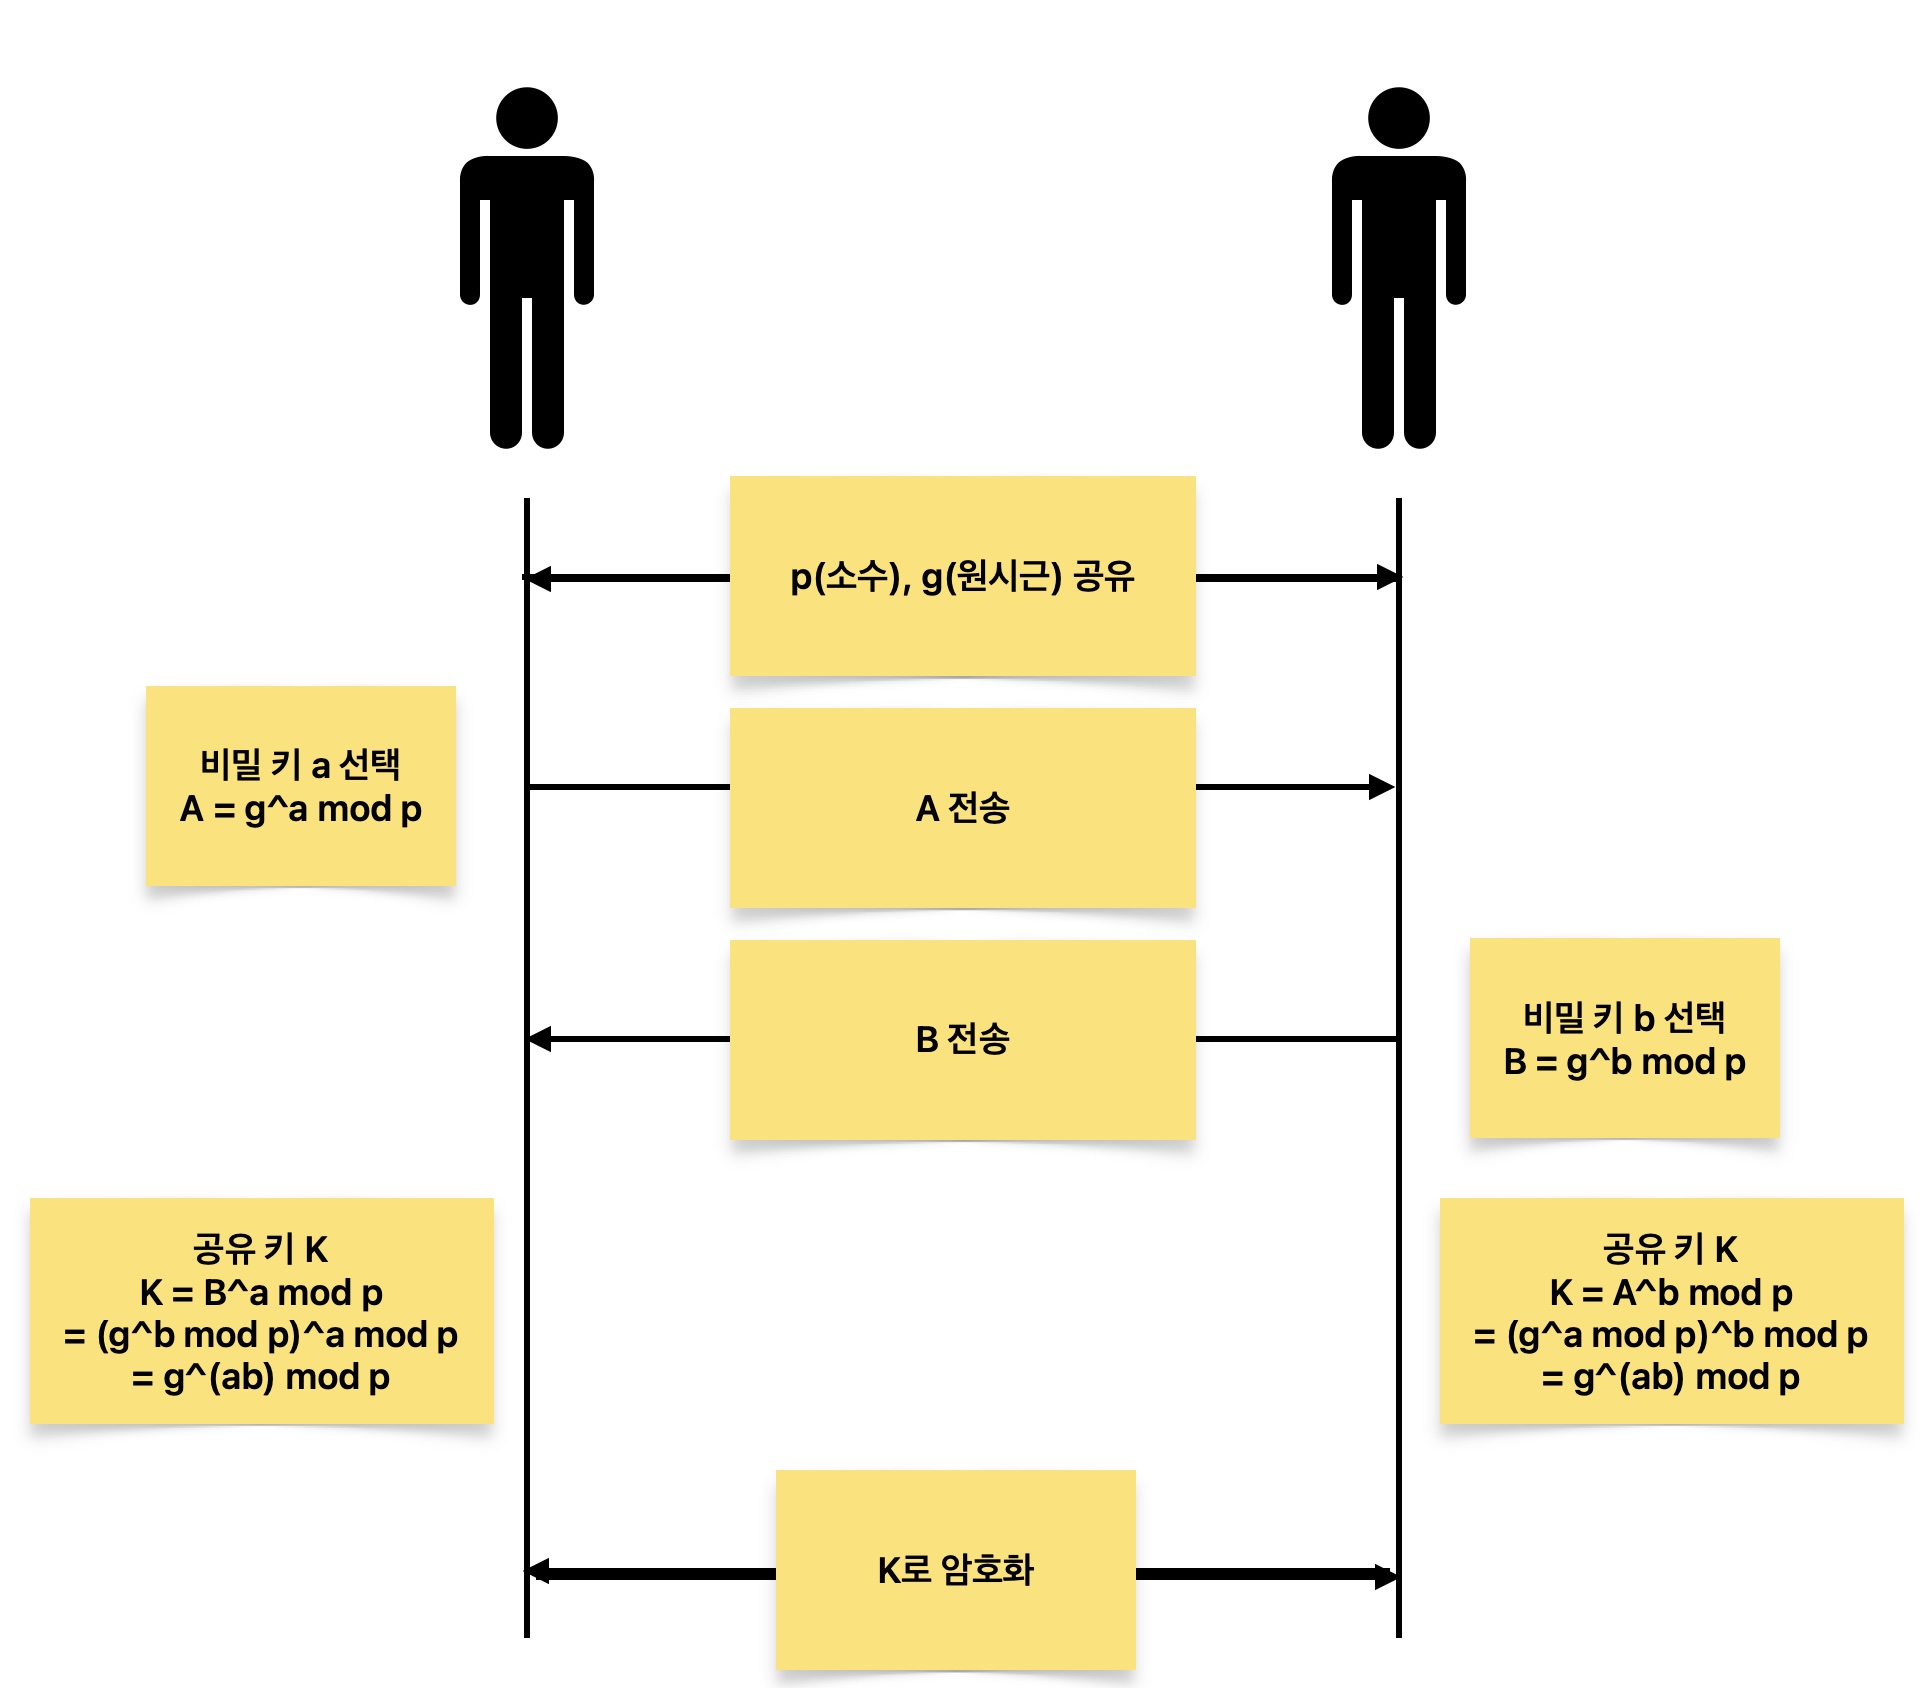 p(소수), g(원시근) 공유
비밀 키 a 선택
A = g^a mod p
A 전송
B 전송
비밀 키 b 선택
B = g^b mod p
공유 키 K
K = B^a mod p
= (g^b mod p)^a mod p
= g^(ab) mod p
공유 키 K
K = A^b mod p
= (g^a mod p)^b mod p
= g^(ab) mod p
K로 암호화